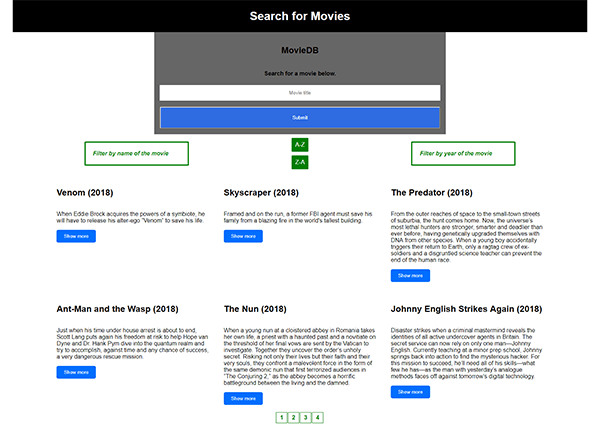 Search for Movies
MovieDB
Search for a movie below.
Movie title
Submit
Filter by name of the movie
A-Z
Z-A
Filter by year of the movie
Venom (2018)
When Eddie Brock acquires the powers of a symbiote, he
will have to release his alter-ego "Venom" to save his life.
Show more
Skyscraper (2018)
Framed and on the run, a former FBI agent must save his
family from a blazing fire in the world's tallest building.
Show more
The Predator (2018)
From the outer reaches of space to the small-town streets
of suburbia, the hunt comes home. Now, the universe's
most lethal hunters are stronger, smarter and deadlier than
ever before, having genetically upgraded themselves with
DNA from other species. When a young boy accidentally
triggers their return to Earth, only a ragtag crew of ex-
soldiers and a disgruntled science teacher can prevent the
end of the human race.
Show more
Ant-Man and the Wasp (2018)
Just when his time under house arrest is about to end,
Scott Lang puts again his freedom at risk to help Hope van
Dyne and Dr. Hank Pym dive into the quantum realm and
try to accomplish, against time and any chance of success,
a very dangerous rescue mission.
Show more
The Nun (2018)
When a young nun at a cloistered abbey in Romania takes
her own life, a priest with a haunted past and a novitiate on
the threshold of her final vows are sent by the Vatican to
investigate. Together they uncover the order's unholy
secret. Risking not only their lives but their faith and their
very souls, they confront a malevolent force in the form of
the same demonic nun that first terrorized audiences in
"The Conjuring 2," as the abbey becomes a horrific
battleground between the living and the damned.
Show more
Johnny English Strikes Again (2018)
Disaster strikes when a criminal mastermind reveals the
identities of all active undercover agents in Britain. The
secret service can now rely on only one man—Johnny
English. Currently teaching at a minor prep school, Johnny
springs back into action to find the mysterious hacker. For
this mission to succeed, he'll need all of his skills—what
few he has—as the man with yesterday's analogue
methods faces off against tomorrow's digital technology.
Show more
1 2 3 4